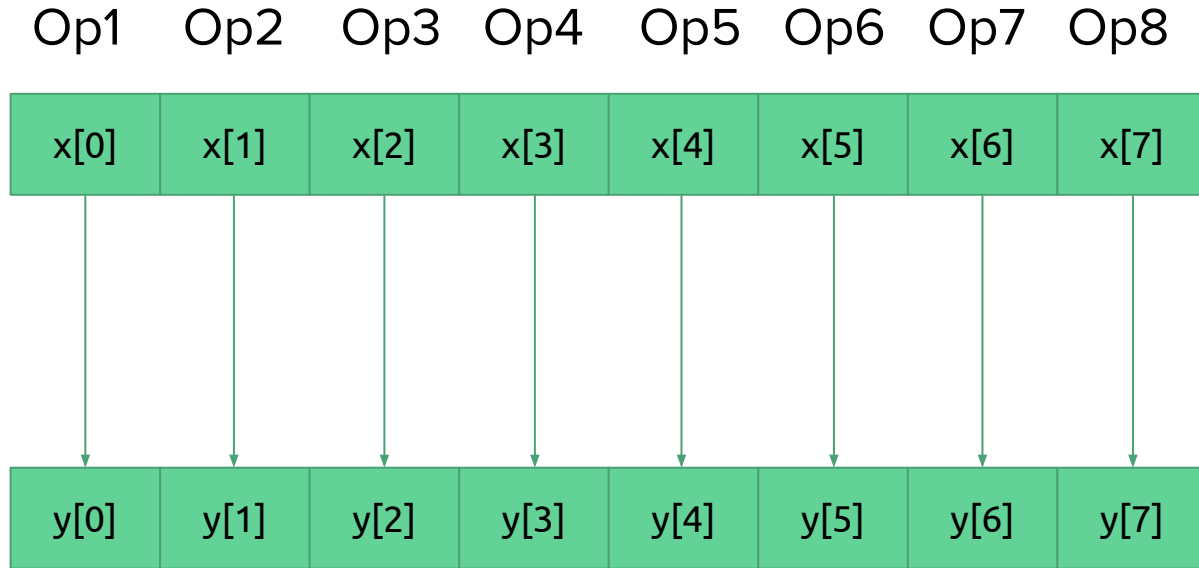 Op1 Op2 Op3 Op4 Op5 Op6 Op7 Op8
x[0] x[1] x[2] x[3] x[4] x[5] x[6] x[7]
y[0] y[1] y[2] y[3] y[4] y[5] y[6] y[7]